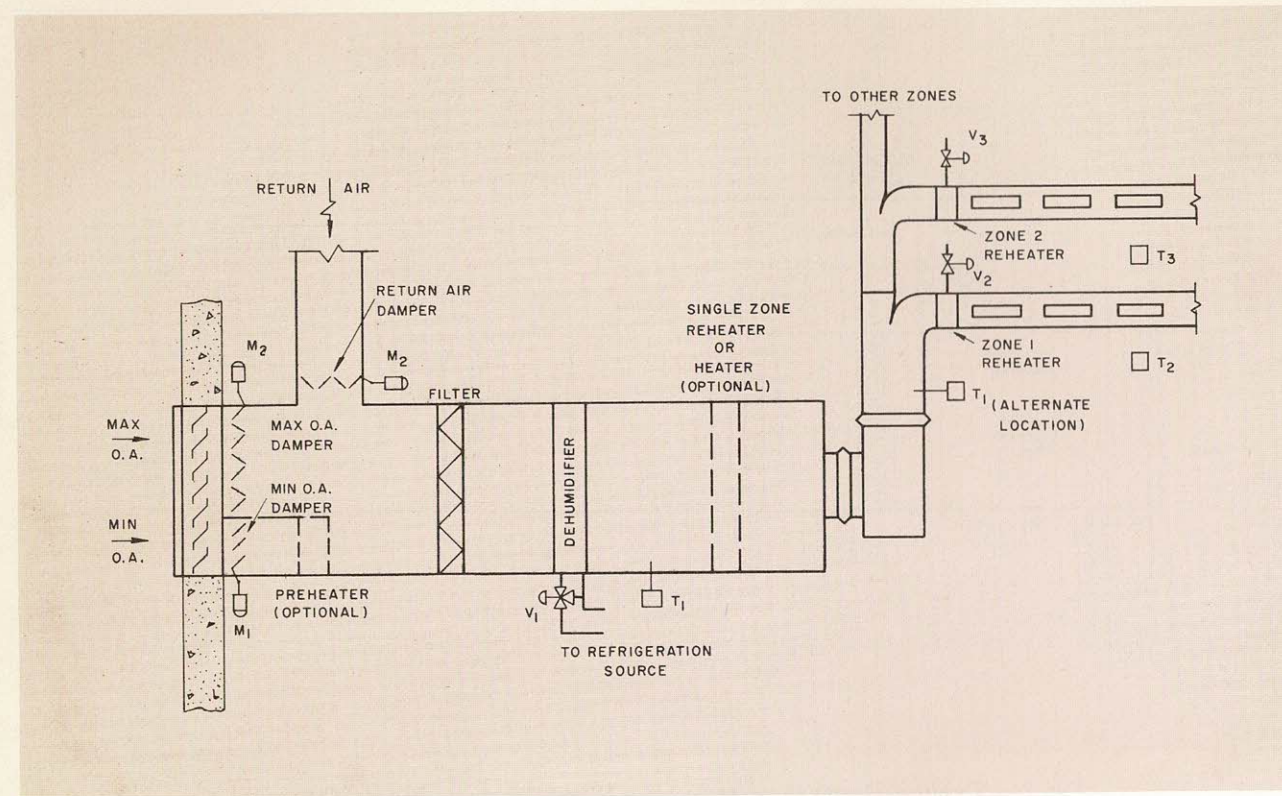 TO OTHER ZONES
V3
RETURN AIR
ZONE 2
REHEATER
T3
V2
RETURN AIR
DAMPER
SINGLE ZONE
REHEATER
OR
HEATER
(OPTIONAL)
ZONE 1
REHEATER
T2
M2
M2
FILTER
T1 (ALTERNATE
LOCATION)
MAX
O.A.
MAX O.A.
DAMPER
MIN O.A.
DAMPER
DEHUMIDIFIER
MIN
O.A.
PREHEATER
(OPTIONAL)
M1
V1
T1
TO REFRIGERATION
SOURCE